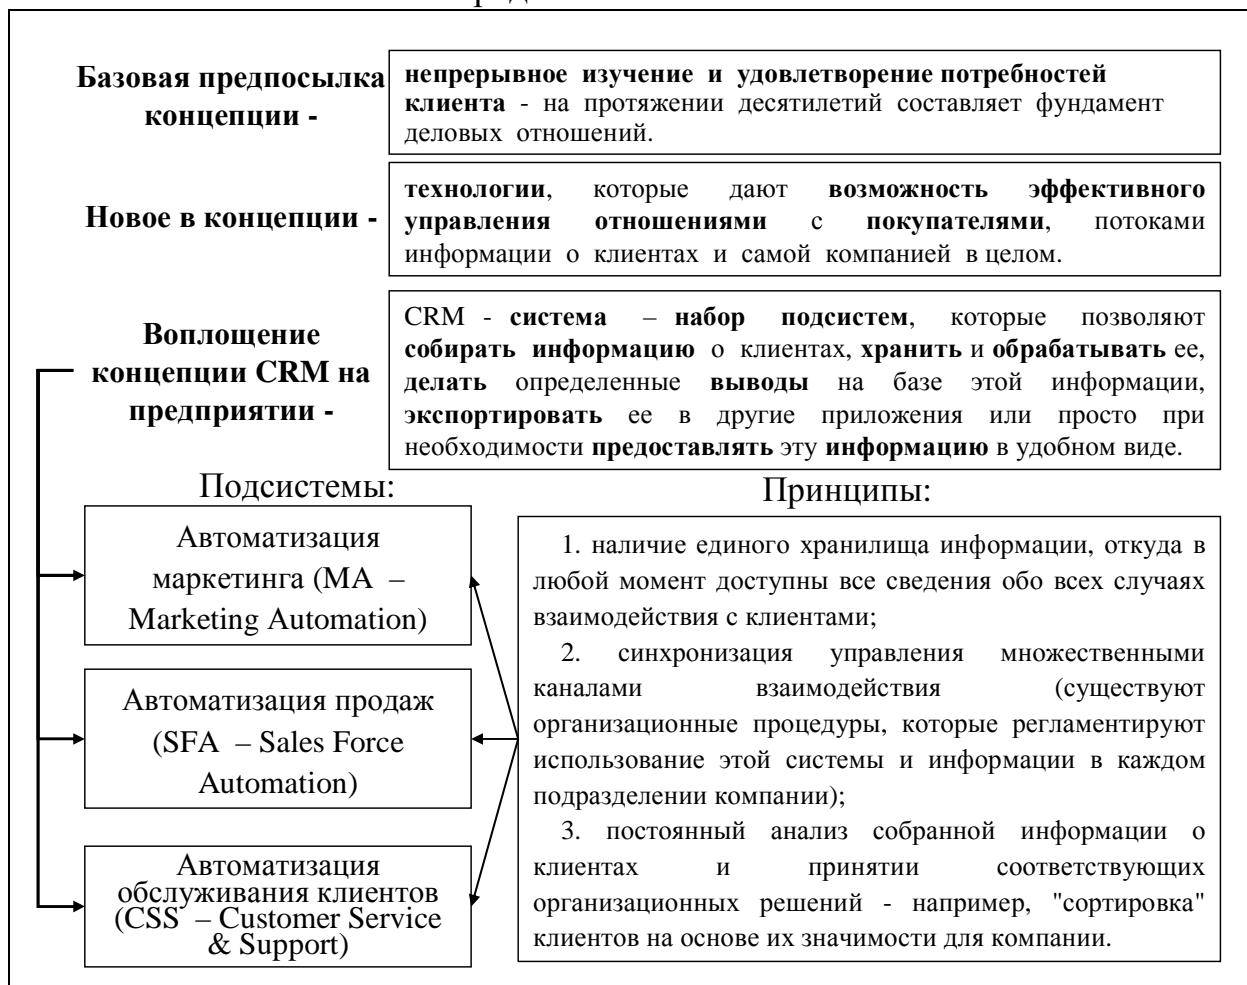 Базовая предпосылка
концепции -
непрерывное изучение и удовлетворение потребностей
клиента - на протяжении десятилетий составляет фундамент
деловых отношений.
Новое в концепции -
технологии, которые дают возможность эффективного
управления отношениями с покупателями, потоками
информации о клиентах и самой компанией в целом.
Воплощение
концепции CRM на
предприятии -
CRM - система – набор подсистем, которые позволяют
собирать информацию о клиентах, хранить и обрабатывать ее,
делать определенные выводы на базе этой информации,
экспортировать ее в другие приложения или просто при
необходимости предоставлять эту информацию в удобном виде.
Подсистемы:
Автоматизация
маркетинга (MA – 
Marketing Automation)
Автоматизация продаж
(SFA – Sales Force
Automation)
Автоматизация
обслуживания клиентов
(CSS – Customer Service
& Support)
Принципы:
1. наличие единого хранилища информации, откуда в
любой момент доступны все сведения обо всех случаях
взаимодействия с клиентами;
2. синхронизация управления множественными
каналами взаимодействия (существуют
организационные процедуры, которые регламентируют
использование этой системы и информации в каждом
подразделении компании);
3. постоянный анализ собранной информации о
клиентах и принятии соответствующих
организационных решений - например, "сортировка"
клиентов на основе их значимости для компании.